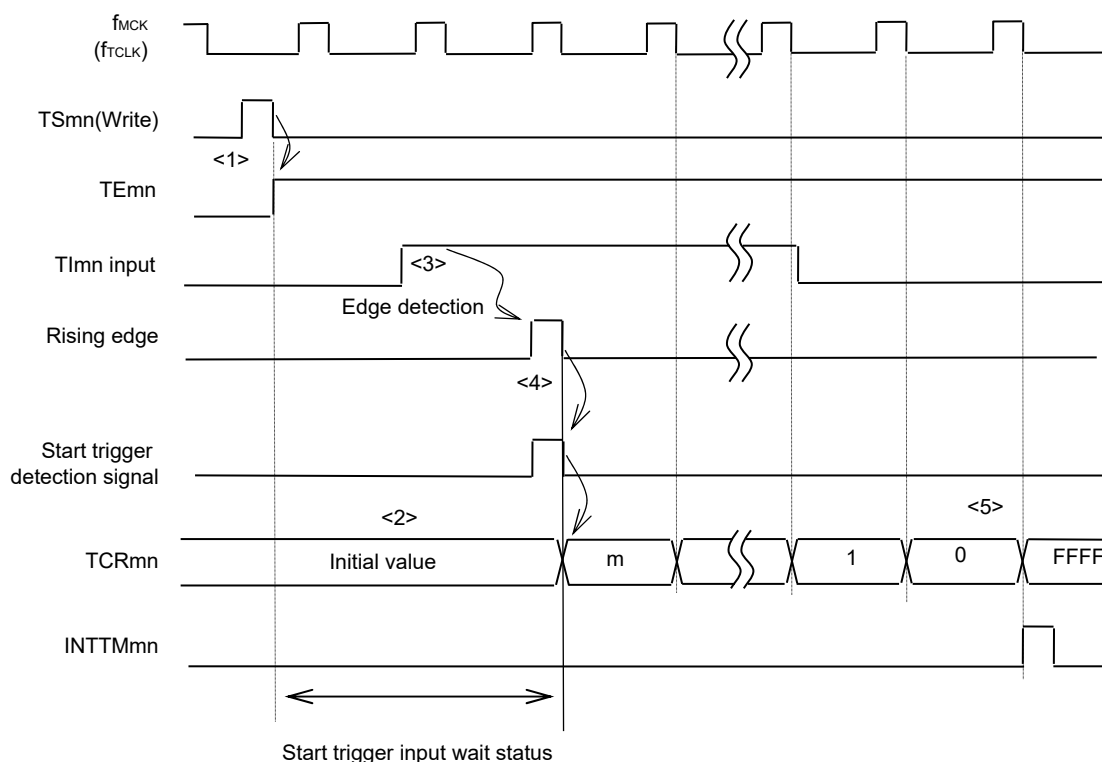 fMCK
(fTCLK)
TSmn(Write)
<1>
TEmn
TImn input
<3>
Edge detection
Rising edge
<4>
Start trigger
detection signal
<2>
<5>
TCRmn
Initial value
m
1
0
FFFF
INTTMmn
Start trigger input wait status